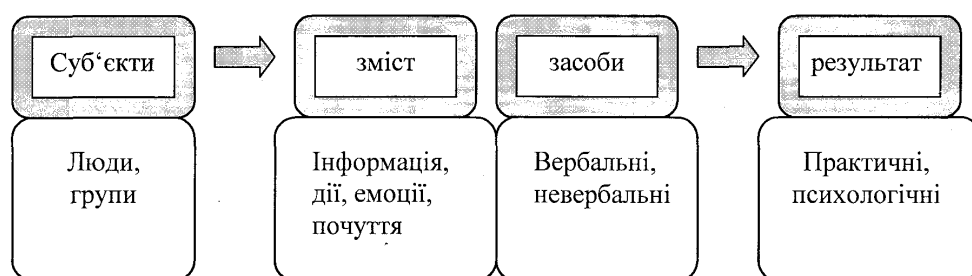 Суб‘єкти
зміст
засоби
результат
Люди,
групи
Інформація,
дії, емоції,
почуття
Вербальні,
невербальні
Практичні,
психологічні